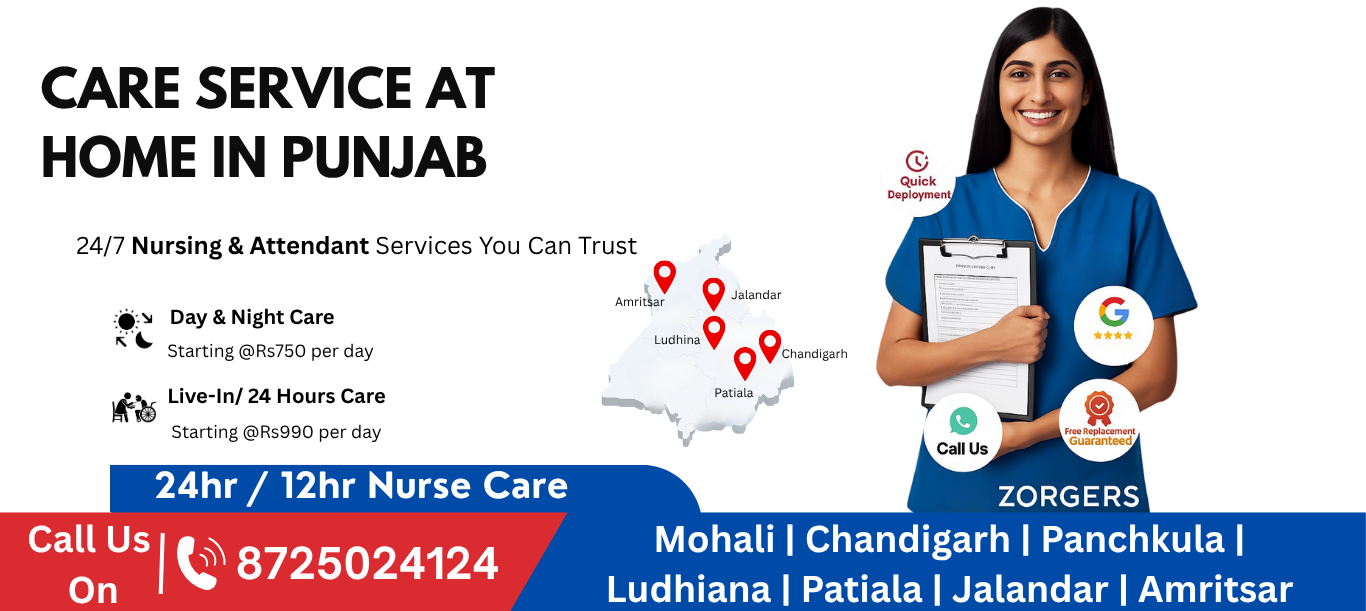 CARE SERVICE AT
HOME IN PUNJAB
24/7 Nursing & Attendant Services You Can Trust
Day & Night Care
Starting @Rs750 per day
Live-In/ 24 Hours Care
Starting @Rs990 per day
Amritsar
Jalandar
Ludhina
Chandigarh
Patiala
Quick
Deployment
Call Us
Free Replacement
Guaranteed
ZORGERS
24hr / 12hr Nurse Care
Call Us
On
8725024124
Mohali | Chandigarh | Panchkula |
Ludhiana | Patiala | Jalandar | Amritsar